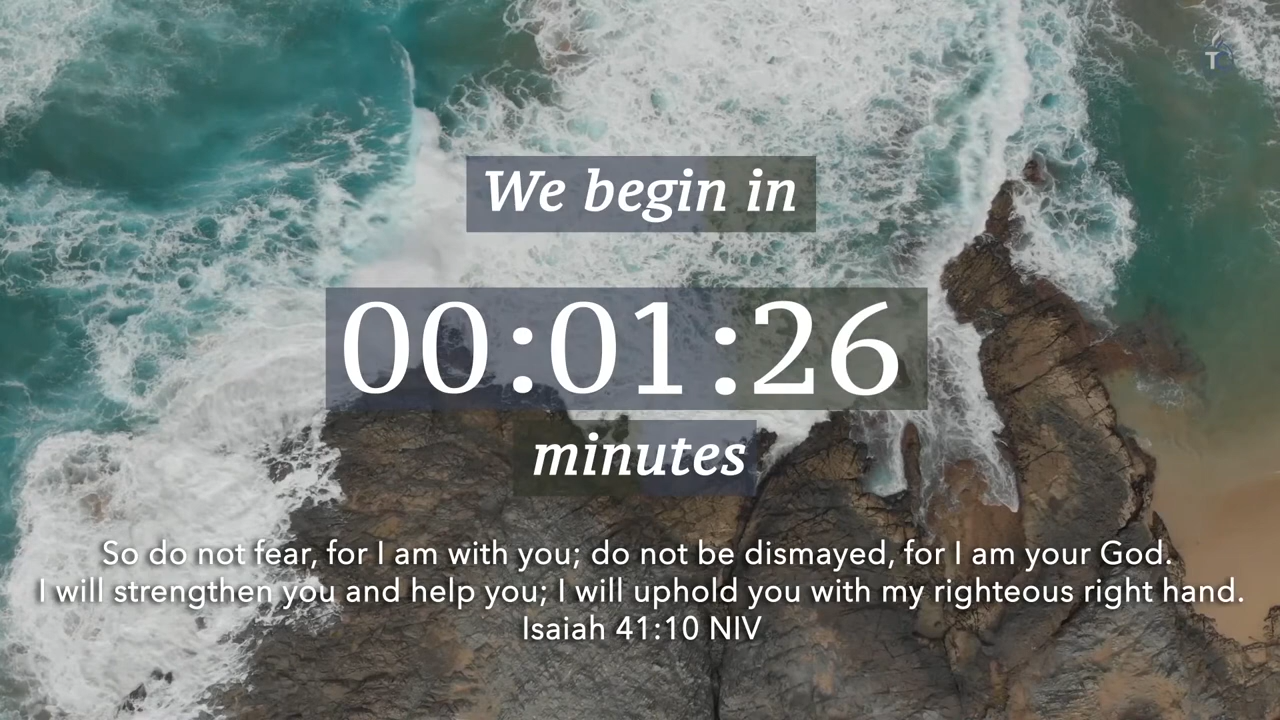 We begin in
00:01:26
minutes
So do not fear, for I am with you; do not be dismayed, for I am your God.
I will strengthen you and help you; I will uphold you with my righteous right hand.
Isaiah 41:10 NIV